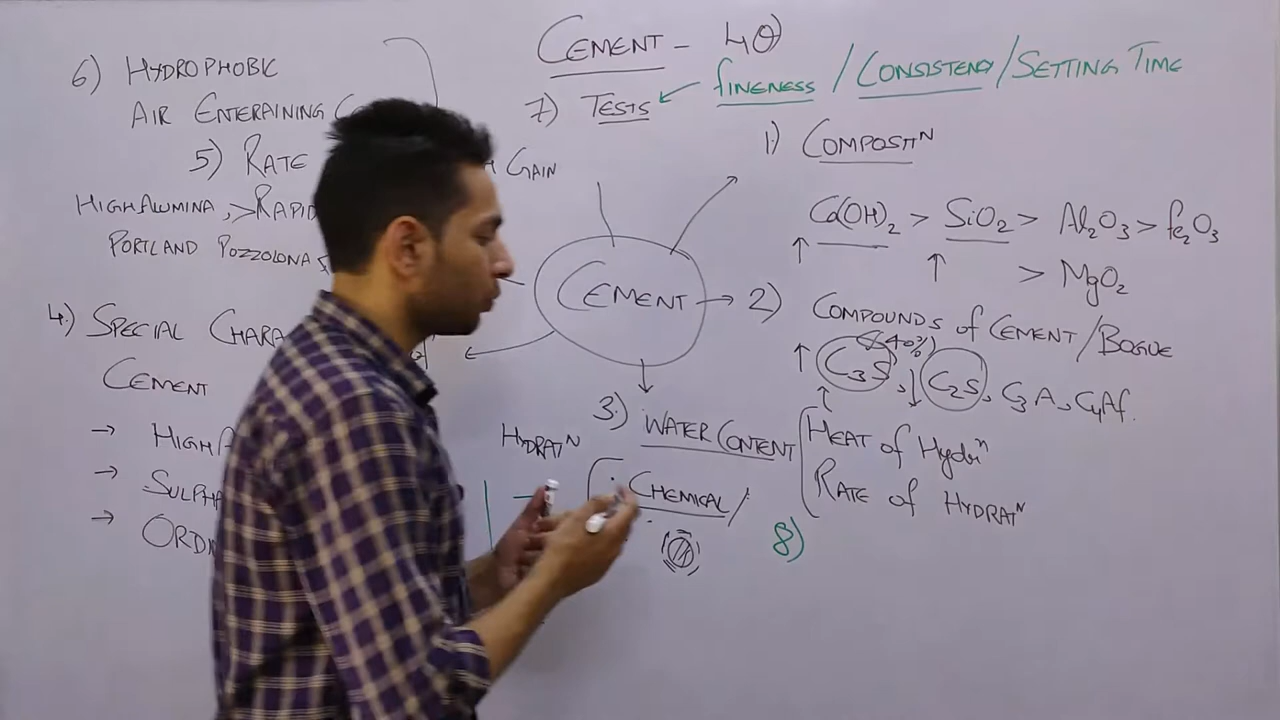 CEMENT - 40
7) TESTS ← FINENESS / CONSISTENCY / SETTING TIME
6) HYDROPHOBIC
AIR ENTERAINING
5) RATE GAIN
HIGH ALUMINA, > RAPID
PORTLAND POZZOLONA
4.) SPECIAL CHARA
CEMENT
→ HIGH A
→ SULPHA
→ ORDI
CEMENT
1.) COMPOSITN
↑ Ca(OH)2 > ↑ SiO2 > Al2O3 > Fe2O3
> MgO2
2) COMPOUNDS of CEMENT / BOGUE
(40%)
↑ C3S, ↓ C2S, C3A, C4AF.
HEAT of HydrN
RATE of HYDRATN
3.) WATER CONTENT
HYDRATN
CHEMICAL /
8)